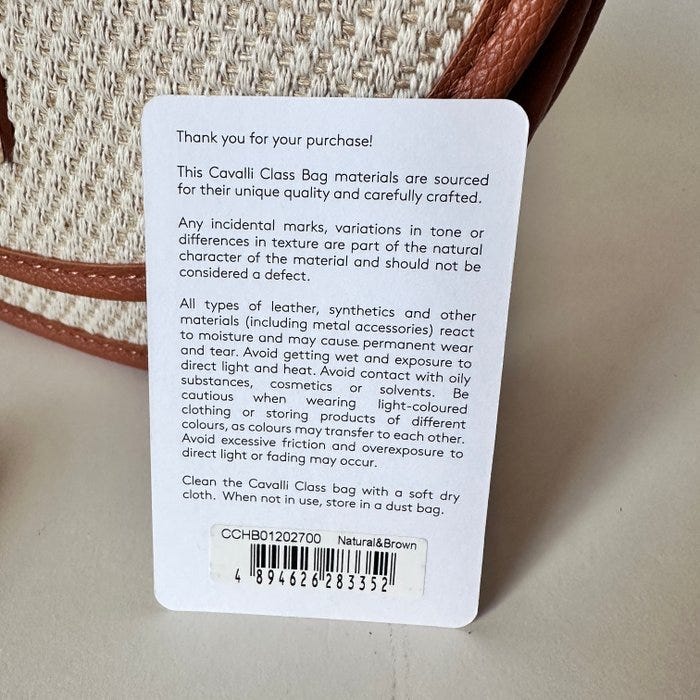 Thank you for your purchase!
This Cavalli Class Bag materials are sourced
for their unique quality and carefully crafted.
Any incidental marks, variations in tone or
differences in texture are part of the natural
character of the material and should not be
considered a defect.
All types of leather, synthetics and other
materials (including metal accessories) react
to moisture and may cause permanent wear
and tear. Avoid getting wet and exposure to
direct light and heat. Avoid contact with oily
substances, cosmetics or solvents. Be
cautious when wearing light-coloured
clothing or storing products of different
colours, as colours may transfer to each other.
Avoid excessive friction and overexposure to
direct light or fading may occur.
Clean the Cavalli Class bag with a soft dry
cloth. When not in use, store in a dust bag.
CCHB01202700 Natural&Brown
4 894626 283352